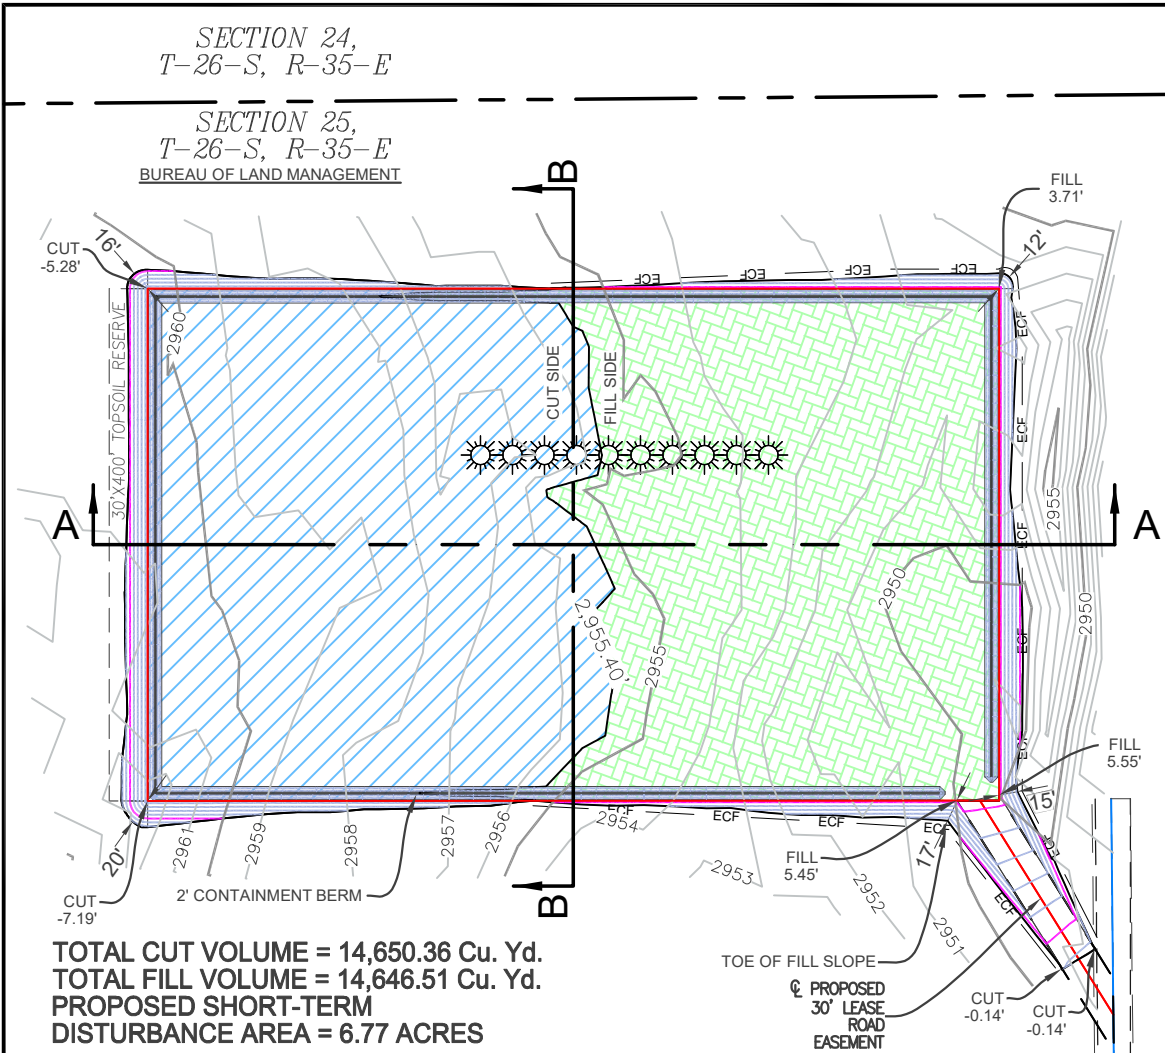 SECTION 24,
T-26-S, R-35-E
SECTION 25,
T-26-S, R-35-E
BUREAU OF LAND MANAGEMENT
B
FILL
3.71'
CUT
-5.28'
16'
12'
ECF
ECF
ECF
ECF
30'X400' TOPSOIL RESERVE
2960
CUT SIDE
FILL SIDE
ECF
ECF
2955
A
A
ECF
2950
2950
2,955.40'
2955
ECF
ECF
FILL
5.55'
15'
2961
2959
2958
2957
2956
2954
ECF
ECF
ECF
ECF
ECF
20'
17'
FILL
5.45'
2953
2952
2951
ECF
CUT
-7.19'
2' CONTAINMENT BERM
B
TOTAL CUT VOLUME = 14,650.36 Cu. Yd.
TOTAL FILL VOLUME = 14,646.51 Cu. Yd.
PROPOSED SHORT-TERM
DISTURBANCE AREA = 6.77 ACRES
TOE OF FILL SLOPE
℄ PROPOSED
30' LEASE
ROAD
EASEMENT
CUT
-0.14'
CUT
-0.14'